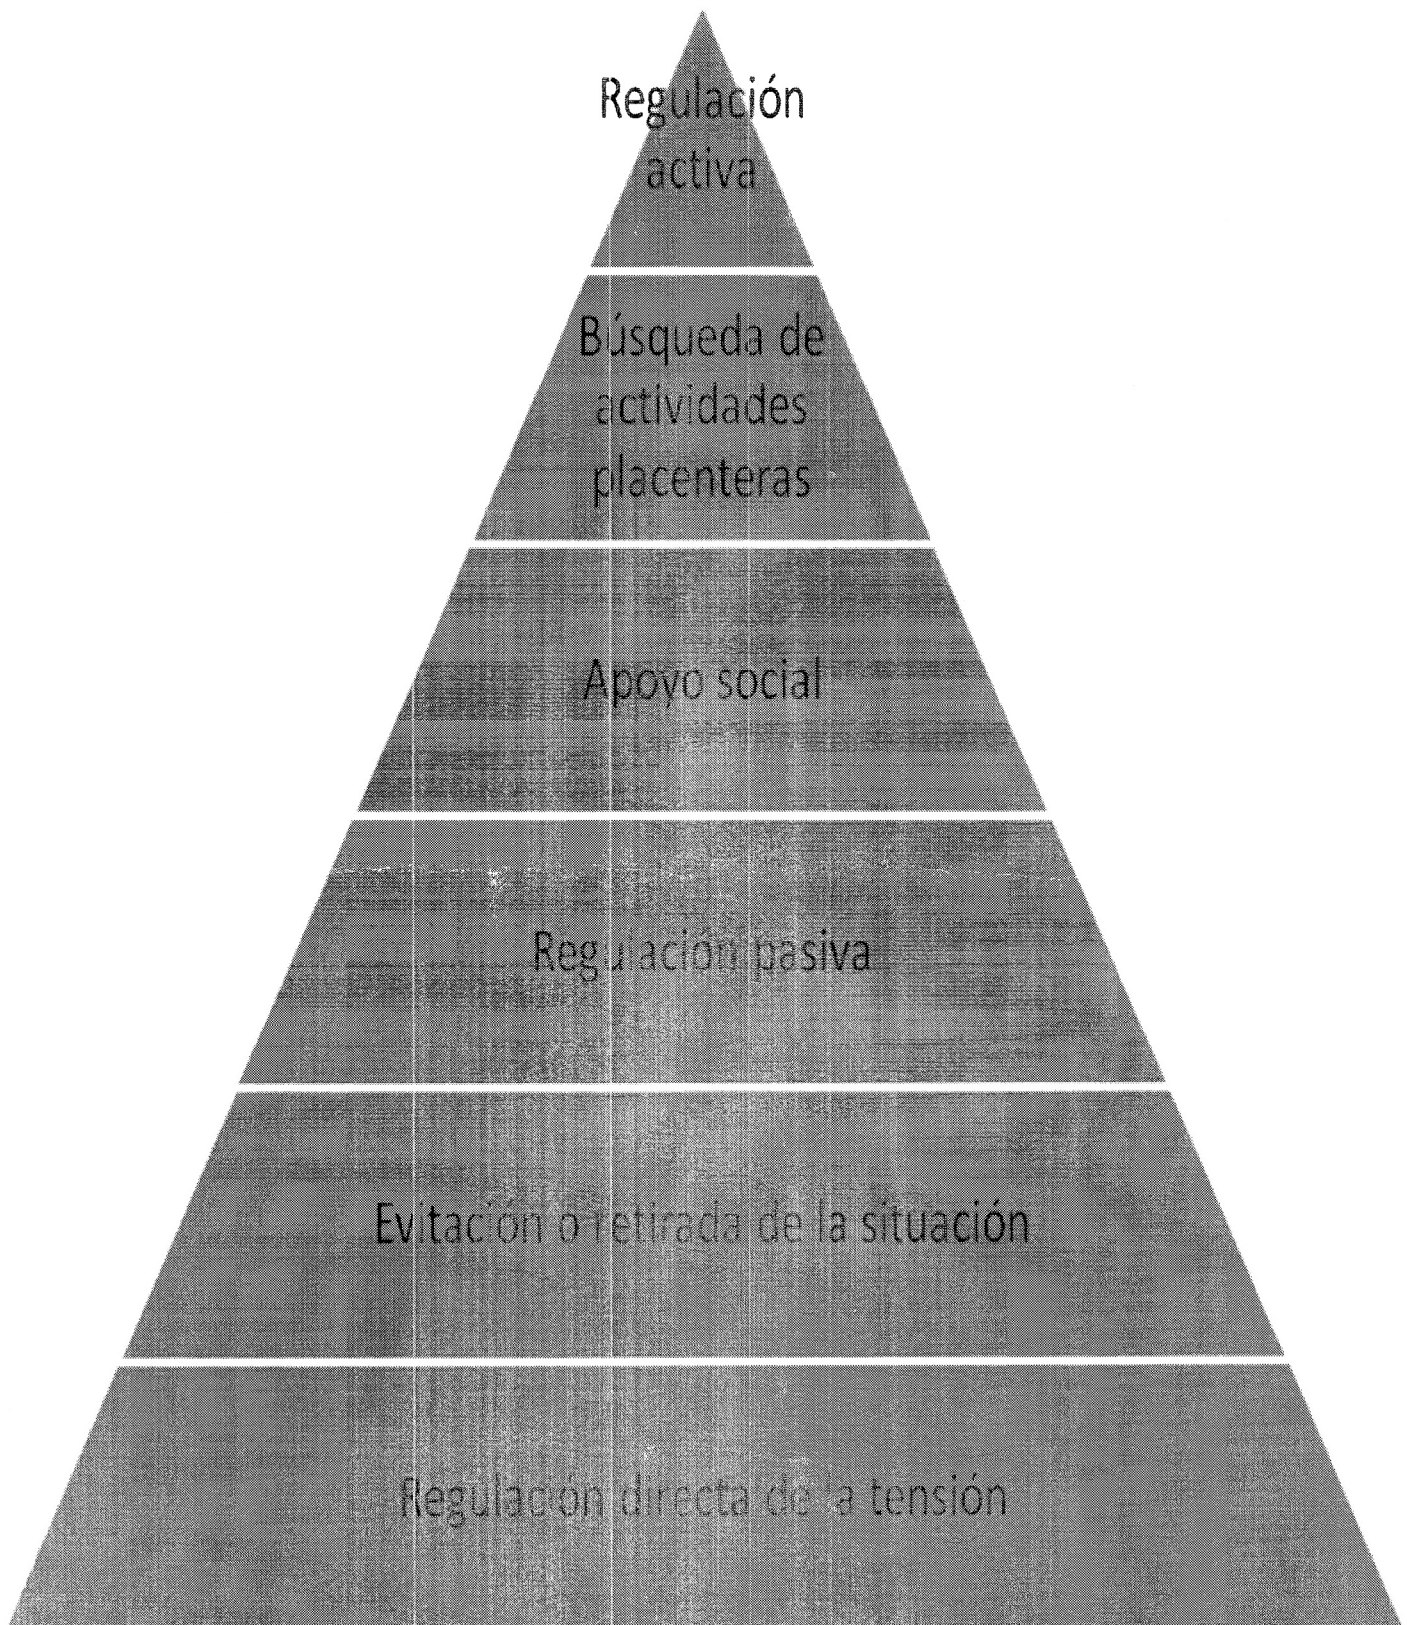 Regulación
activa
Búsqueda de
actividades
placenteras
Apoyo social
Regulación pasiva
Evitación o retirada de la situación
Regulación directa de la tensión